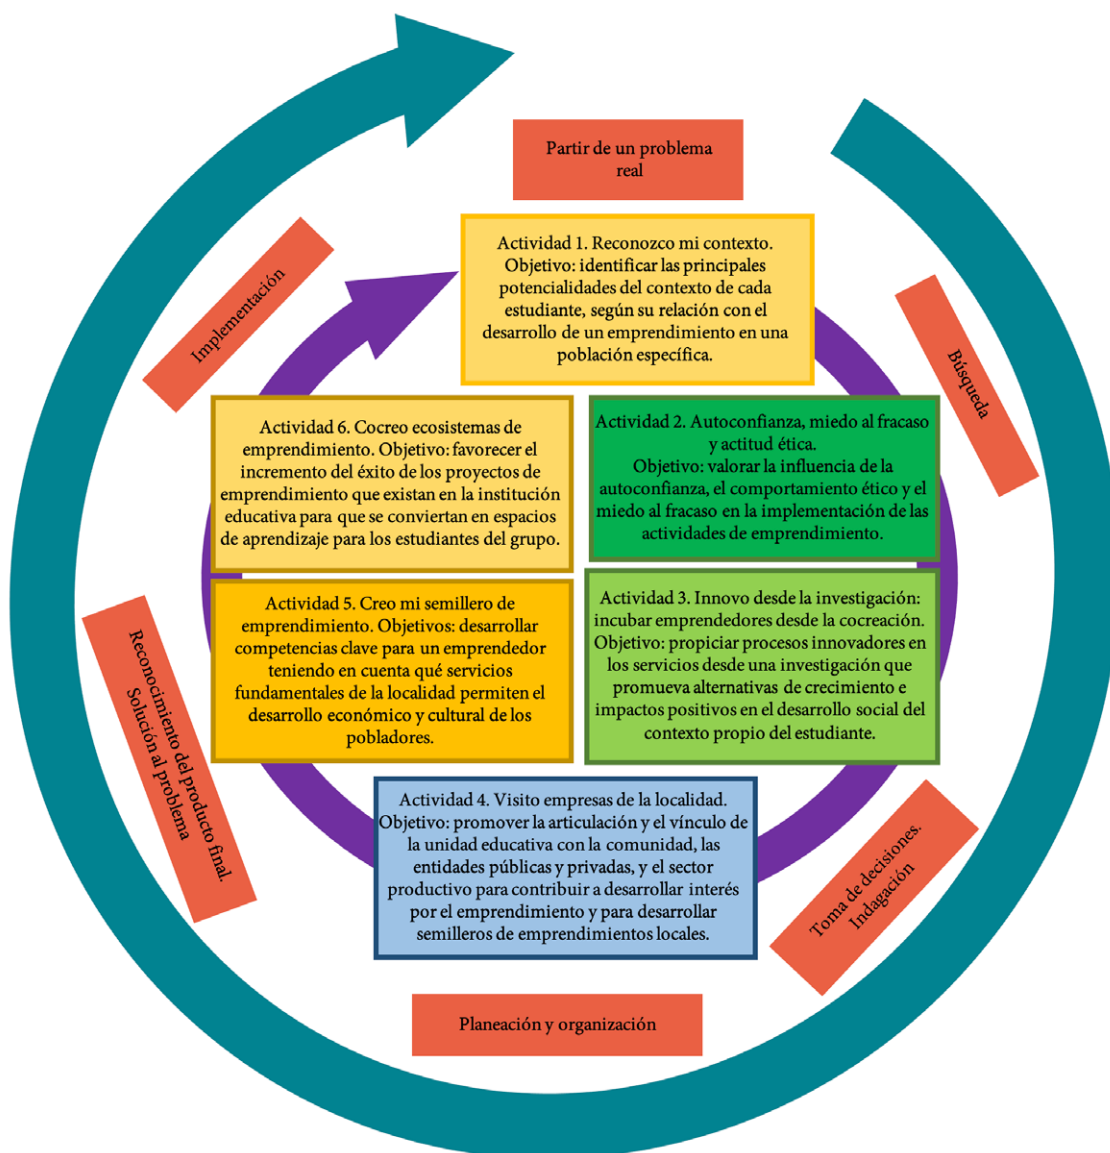 Partir de un problema
real
Actividad 1. Reconozco mi contexto.
Objetivo: identificar las principales
potencialidades del contexto de cada
estudiante, según su relación con el
desarrollo de un emprendimiento en una
población específica.
Búsqueda
Actividad 2. Autoconfianza, miedo al fracaso
y actitud ética.
Objetivo: valorar la influencia de la
autoconfianza, el comportamiento ético y el
miedo al fracaso en la implementación de las
actividades de emprendimiento.
Actividad 3. Innovo desde la investigación:
incubar emprendedores desde la cocreación.
Objetivo: propiciar procesos innovadores en
los servicios desde una investigación que
promueva alternativas de crecimiento e
impactos positivos en el desarrollo social del
contexto propio del estudiante.
Toma de decisiones.
Indagación
Actividad 4. Visito empresas de la localidad.
Objetivo: promover la articulación y el vínculo de
la unidad educativa con la comunidad, las
entidades públicas y privadas, y el sector
productivo para contribuir a desarrollar interés
por el emprendimiento y para desarrollar
semilleros de emprendimientos locales.
Planeación y organización
Actividad 5. Creo mi semillero de
emprendimiento. Objetivos: desarrollar
competencias clave para un emprendedor
teniendo en cuenta qué servicios
fundamentales de la localidad permiten el
desarrollo económico y cultural de los
pobladores.
Reconocimiento del producto final.
Solución al problema
Actividad 6. Cocreo ecosistemas de
emprendimiento. Objetivo: favorecer el
incremento del éxito de los proyectos de
emprendimiento que existan en la institución
educativa para que se conviertan en espacios
de aprendizaje para los estudiantes del grupo.
Implementación